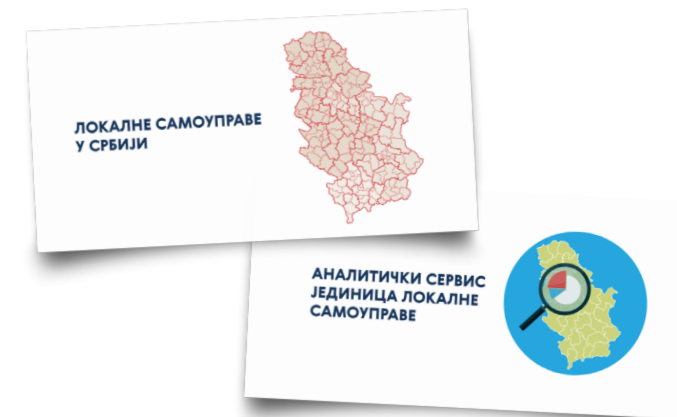 ЛОКАЛНЕ САМОУПРАВЕ
У СРБИЈИ
АНАЛИТИЧКИ СЕРВИС
ЈЕДИНИЦА ЛОКАЛНЕ
САМОУПРАВЕ